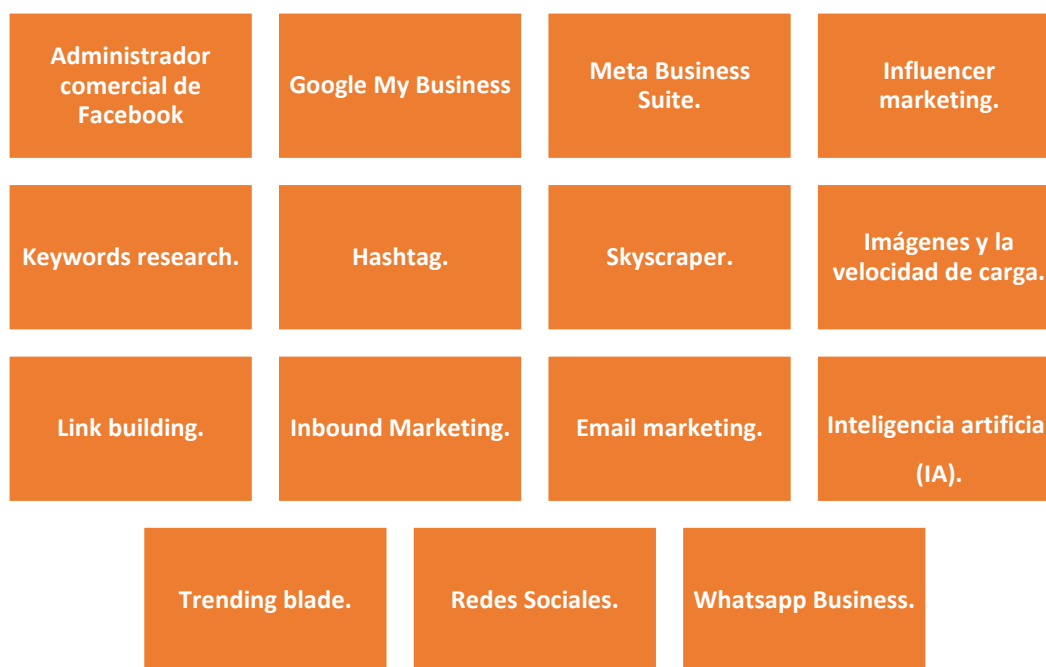 Administrador
comercial de
Facebook
Google My Business
Meta Business
Suite.
Influencer
marketing.
Keywords research.
Hashtag.
Skyscraper.
Imágenes y la
velocidad de carga.
Link building.
Inbound Marketing.
Email marketing.
Inteligencia artificia
(IA).
Trending blade.
Redes Sociales.
Whatsapp Business.